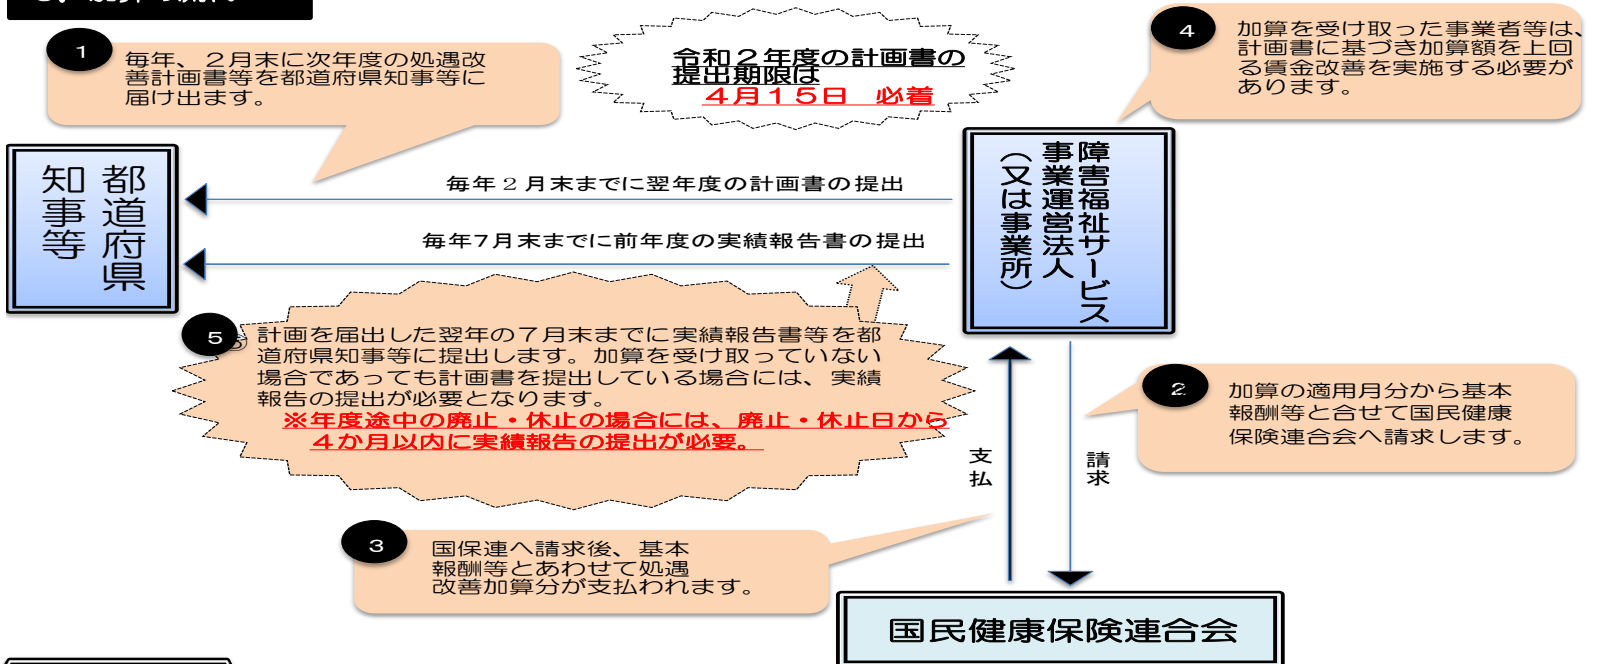 1
毎年、２月末に次年度の処遇改
善計画書等を都道府県知事等に
届け出ます。
令和２年度の計画書の
提出期限は
４月１５日　必着
4
加算を受け取った事業者等は、
計画書に基づき加算額を上回
る賃金改善を実施する必要が
あります。
都道府県
知事等
毎年２月末までに翌年度の計画書の提出
毎年7月末までに前年度の実績報告書の提出
障害福祉サービス
事業運営法人
（又は事業所）
5
計画を届出した翌年の７月末までに実績報告書等を都
道府県知事等に提出します。加算を受け取っていない
場合であっても計画書を提出している場合には、実績
報告の提出が必要となります。
※年度途中の廃止・休止の場合には、廃止・休止日から
４か月以内に実績報告の提出が必要。
2
加算の適用月分から基本
報酬等と合せて国民健康
保険連合会へ請求します。
支払
請求
3
国保連へ請求後、基本
報酬等とあわせて処遇
改善加算分が支払われます。
国民健康保険連合会